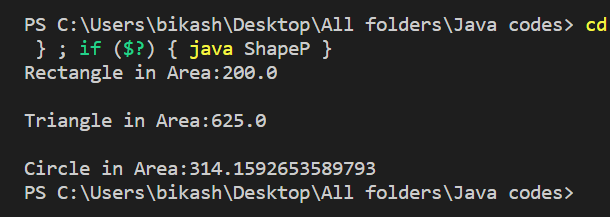 PS C:\Users\bikash\Desktop\All folders\Java codes> cd
} ; if ($?) { java ShapeP }
Rectangle in Area:200.0
Triangle in Area:625.0
Circle in Area:314.1592653589793
PS C:\Users\bikash\Desktop\All folders\Java codes>